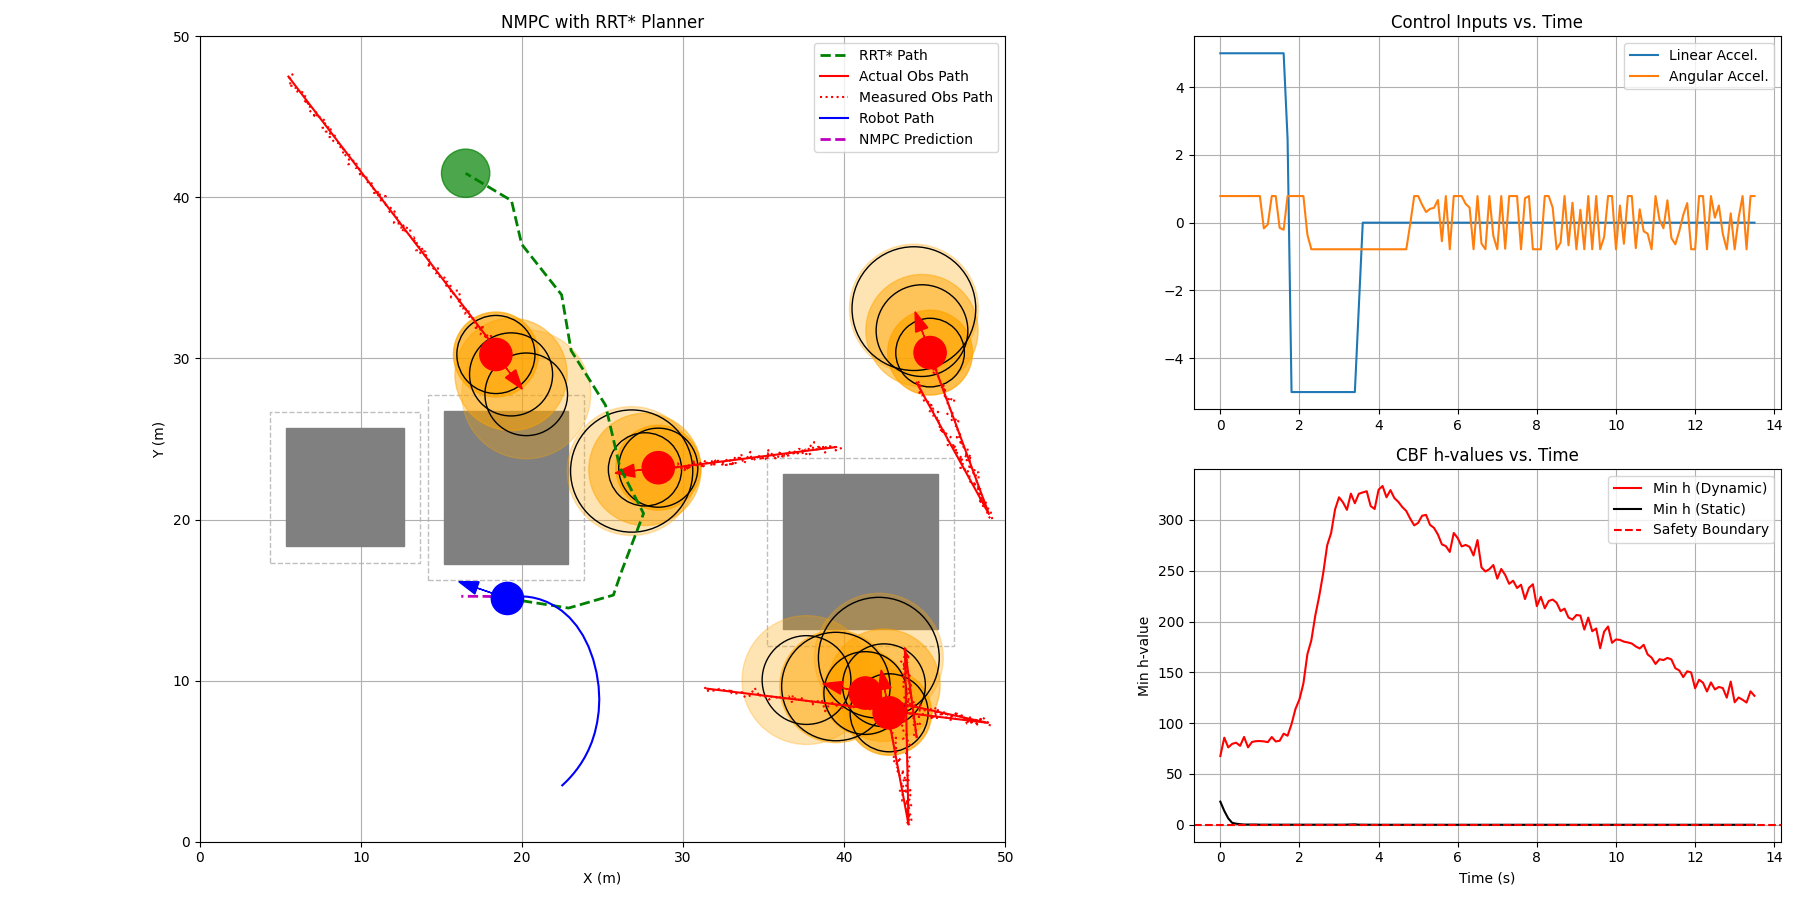 NMPC with RRT* Planner
50
40
30
20
10
0
Y (m)
0
10
20
30
40
50
X (m)
RRT* Path
Actual Obs Path
Measured Obs Path
Robot Path
NMPC Prediction
Control Inputs vs. Time
4
2
0
−2
−4
0
2
4
6
8
10
12
14
Linear Accel.
Angular Accel.
CBF h-values vs. Time
Min h-value
300
250
200
150
100
50
0
0
2
4
6
8
10
12
14
Time (s)
Min h (Dynamic)
Min h (Static)
Safety Boundary